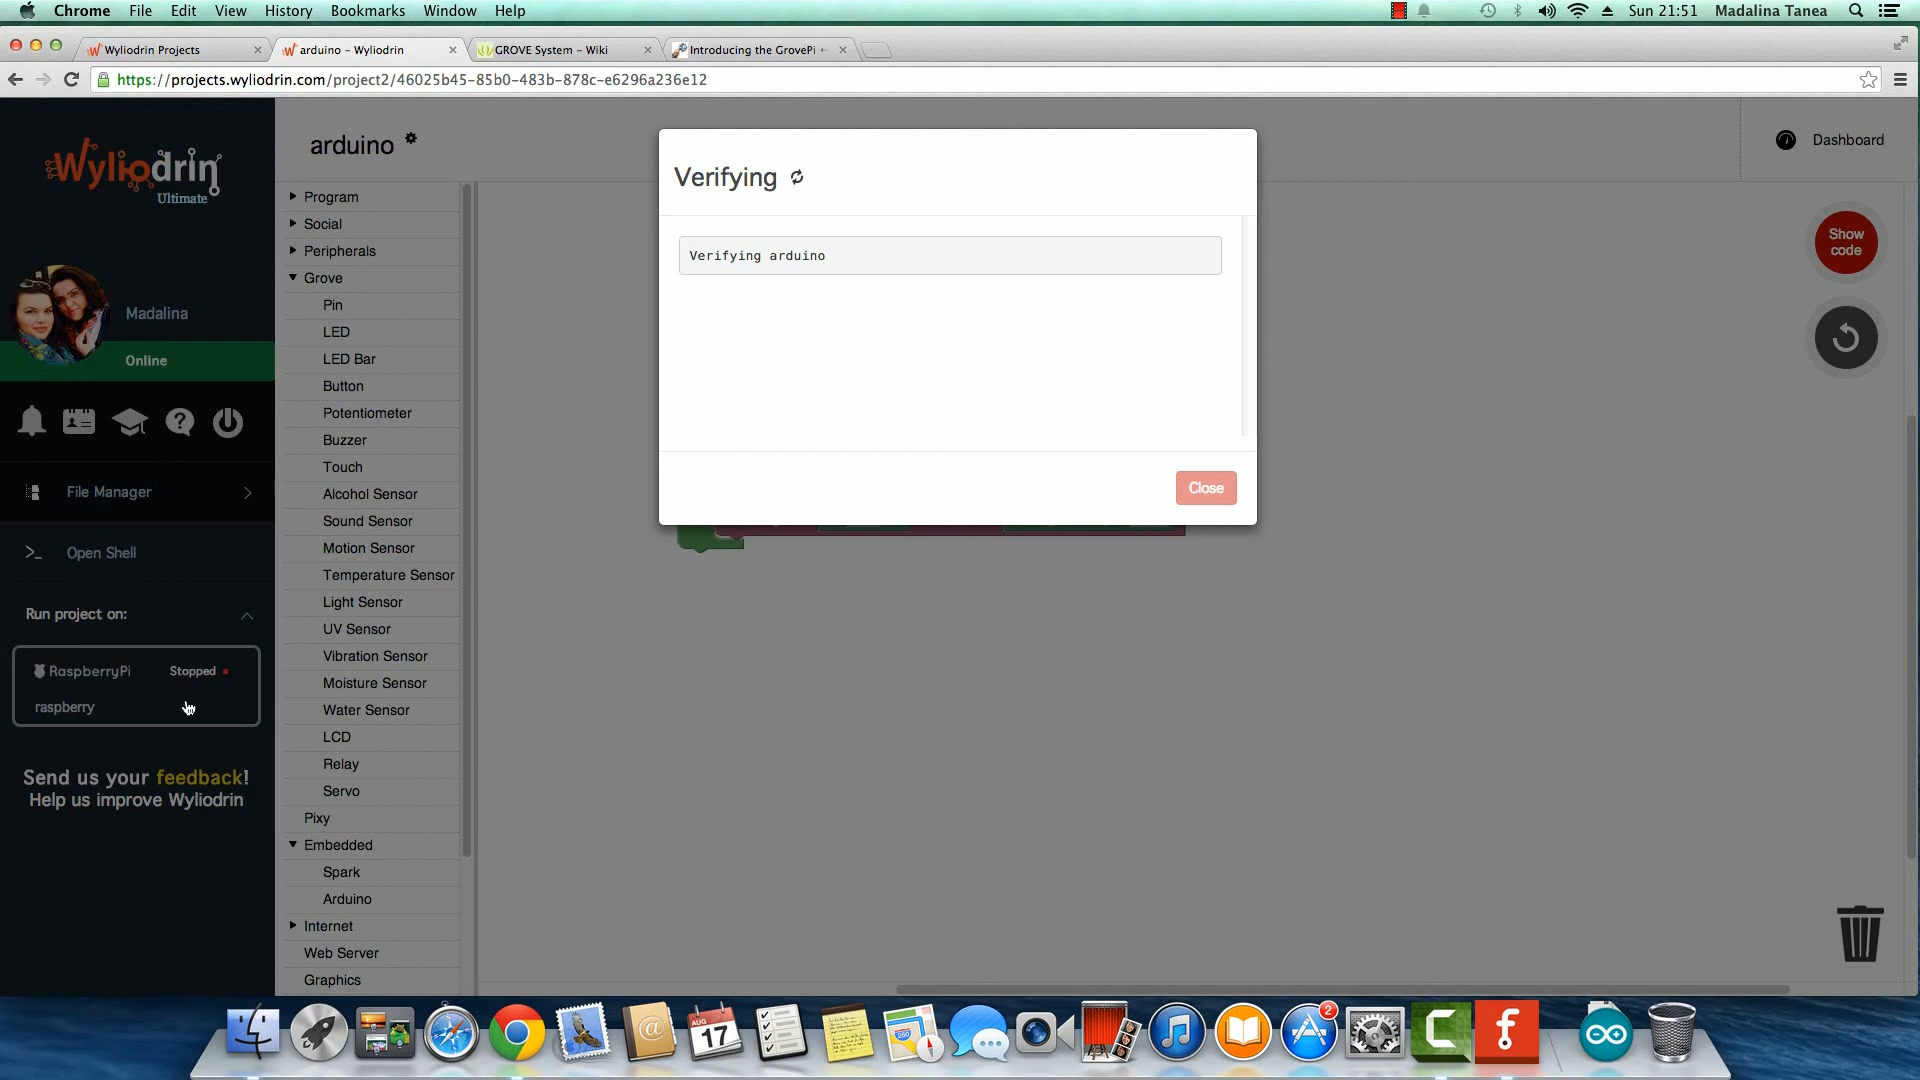 Chrome File Edit View History Bookmarks Window Help
Sun 21:51 Madalina Tanea
Wyliodrin Projects
arduino – Wyliodrin
GROVE System – Wiki
Introducing the GrovePi
https://projects.wyliodrin.com/project2/46025b45-85b0-483b-878c-e6296a236e12
Wyliodrin
Ultimate
arduino
Dashboard
Verifying
Verifying arduino
Close
Show
code
Madalina
Online
File Manager
Open Shell
Run project on:
RaspberryPi Stopped
raspberry
Send us your feedback!
Help us improve Wyliodrin
Program
Social
Peripherals
Grove
Pin
LED
LED Bar
Button
Potentiometer
Buzzer
Touch
Alcohol Sensor
Sound Sensor
Motion Sensor
Temperature Sensor
Light Sensor
UV Sensor
Vibration Sensor
Moisture Sensor
Water Sensor
LCD
Relay
Servo
Pixy
Embedded
Spark
Arduino
Internet
Web Server
Graphics
AUG
17
280
2